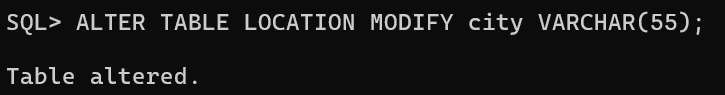 SQL> ALTER TABLE LOCATION MODIFY city VARCHAR(55);
Table altered.